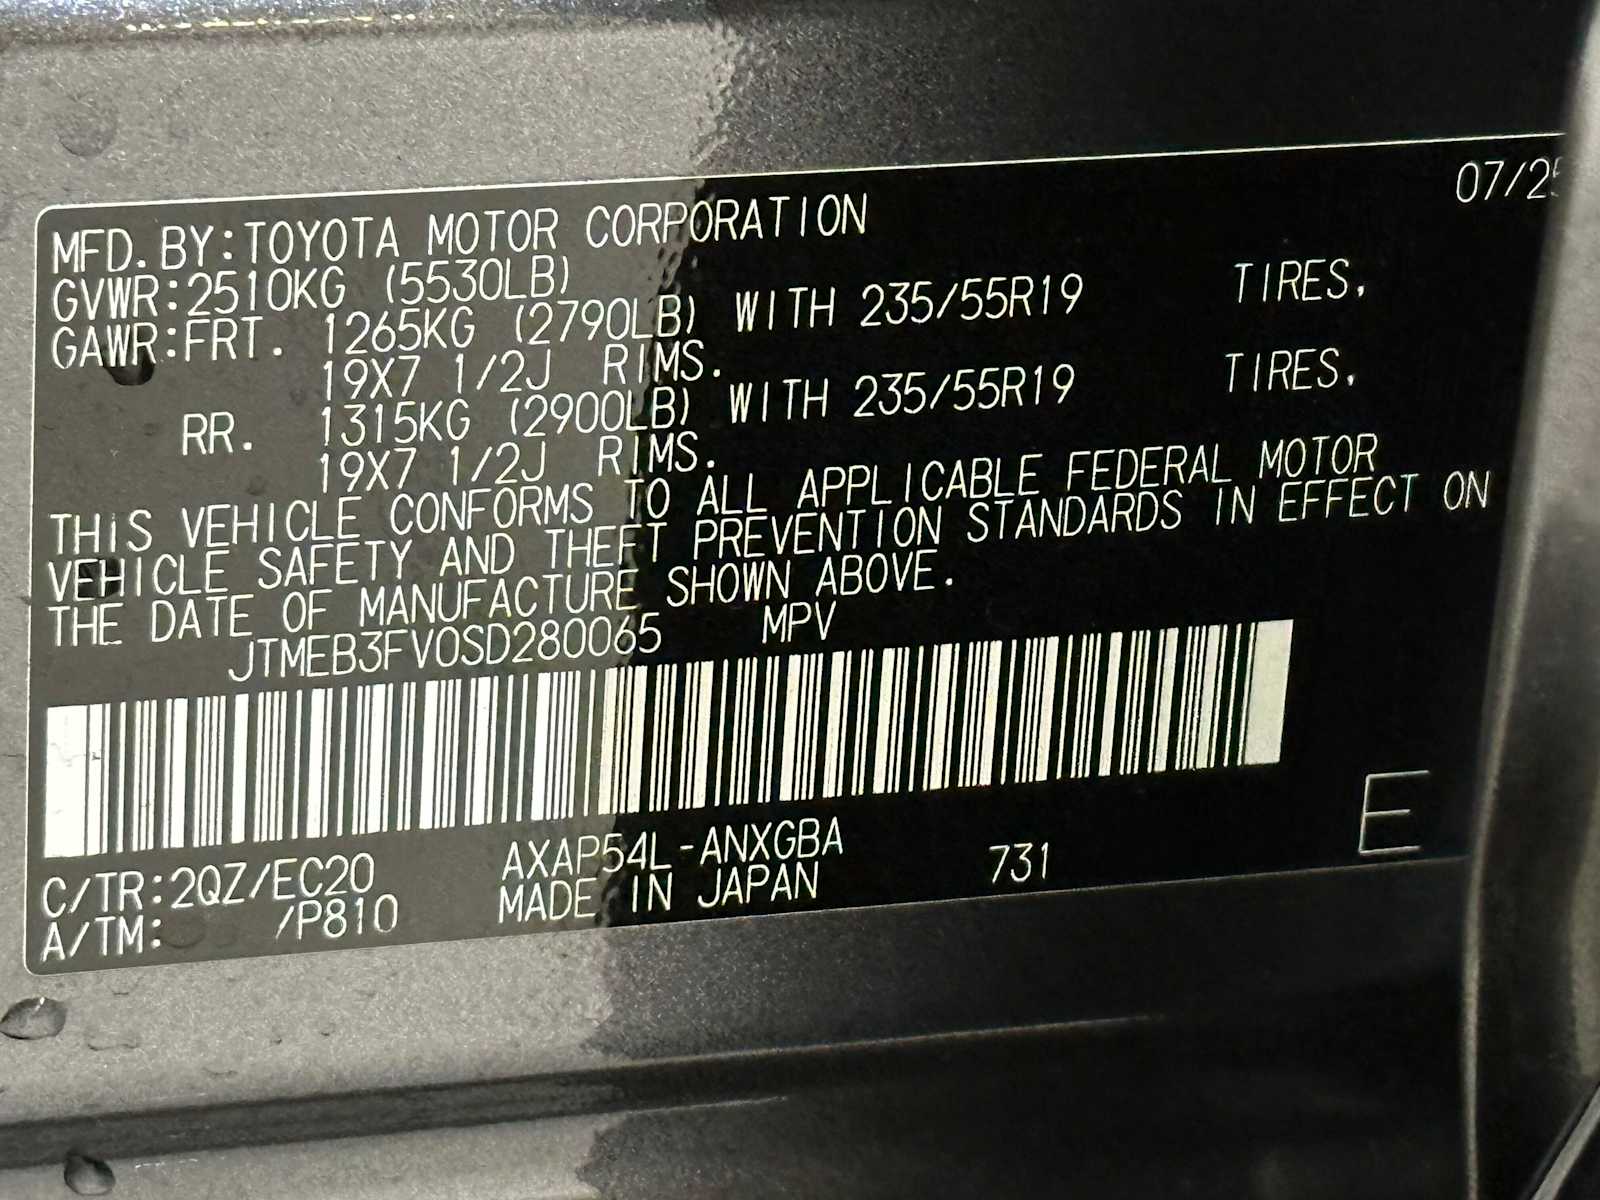 07/25
MFD. BY:TOYOTA MOTOR CORPORATION
GVWR:2510KG (5530LB)
GAWR:FRT. 1265KG (2790LB) WITH 235/55R19 TIRES,
19X7 1/2J RIMS.
RR. 1315KG (2900LB) WITH 235/55R19 TIRES,
19X7 1/2J RIMS.
THIS VEHICLE CONFORMS TO ALL APPLICABLE FEDERAL MOTOR
VEHICLE SAFETY AND THEFT PREVENTION STANDARDS IN EFFECT ON
THE DATE OF MANUFACTURE SHOWN ABOVE.
JTMEB3FV0SD280065 MPV
C/TR:2QZ/EC20 AXAP54L-ANXGBA 731 E
A/TM: /P810 MADE IN JAPAN